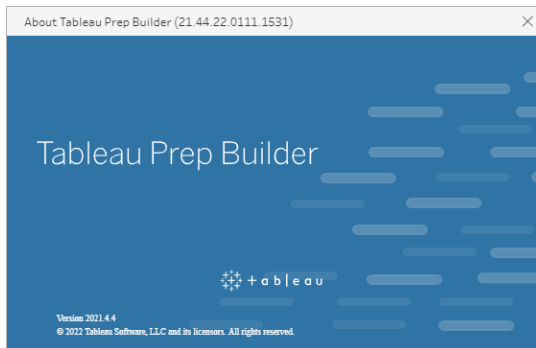 About Tableau Prep Builder (21.44.22.0111.1531)
Tableau Prep Builder
+ a b | e a u
Version 2021.4.4
© 2022 Tableau Software, LLC and its licensors. All rights reserved.